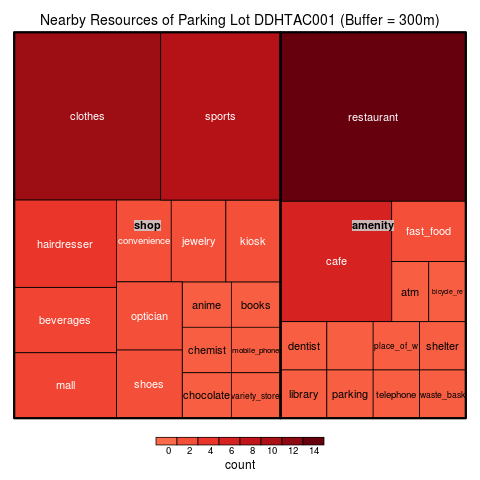 Nearby Resources of Parking Lot DDHTAC001 (Buffer = 300m)
clothes
sports
restaurant
hairdresser
shop
convenience
jewelry
kiosk
amenity
cafe
fast_food
beverages
optician
anime
books
atm
bicycle_re
mall
shoes
chemist
mobile_phone
chocolate
variety_store
dentist
place_of_w
shelter
library
parking
telephone
waste_bask
0 2 4 6 8 10 12 14
count